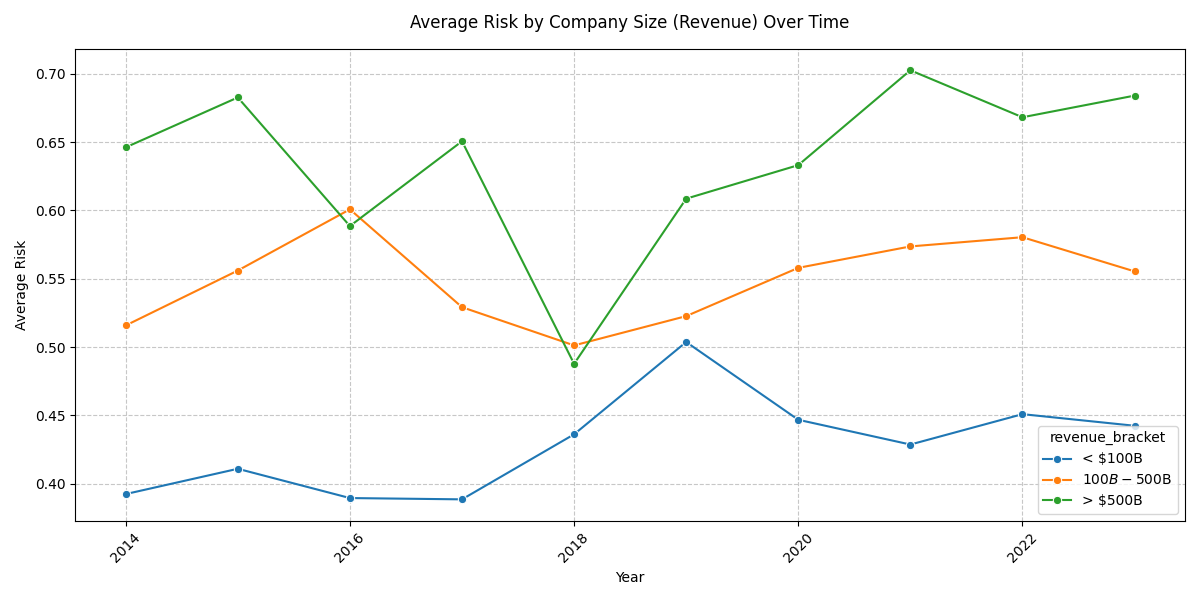 Average Risk by Company Size (Revenue) Over Time
Average Risk
0.70
0.65
0.60
0.55
0.50
0.45
0.40
2014
2016
2018
2020
2022
Year
revenue_bracket
< $100B
100B-500B
> $500B